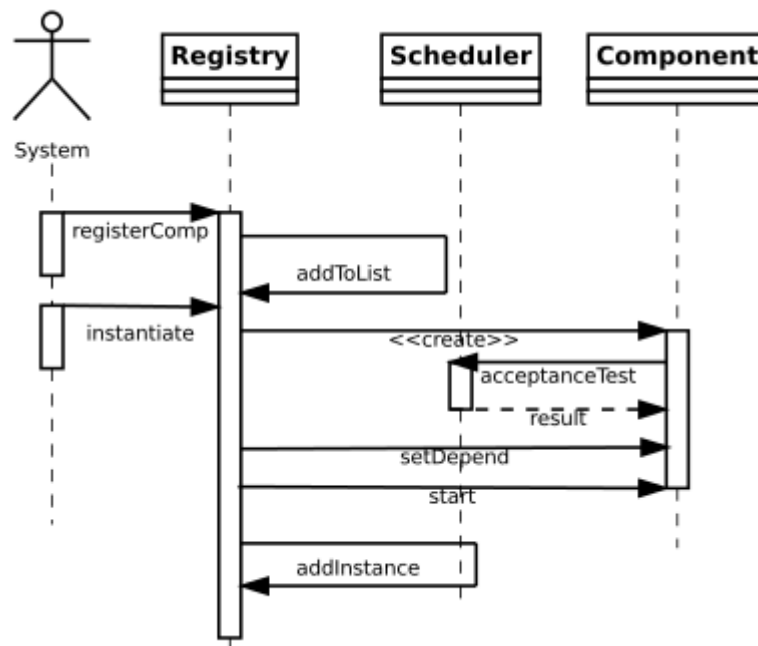 Registry
Scheduler
Component
System
registerComp
addToList
instantiate
<<create>>
acceptanceTest
result
setDepend
start
addInstance